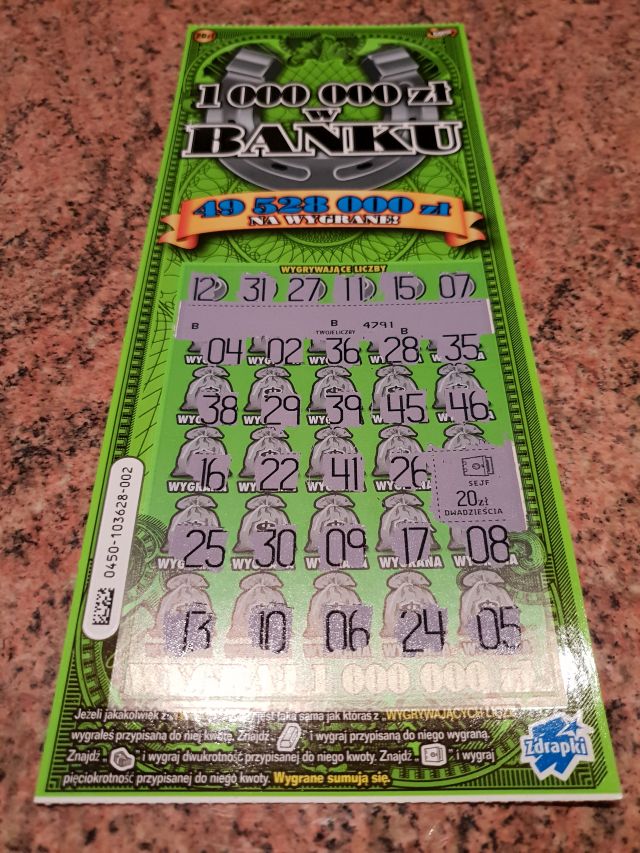 20zł
1 000 000 zł
W
BANKU
49 528 000 zł
NA WYGRANE!
WYGRYWAJĄCE LICZBY
12 31 27 11 15 07
B B 4791 B
TWOJE LICZBY
04 02 36 28 35
38 29 39 45 46
16 22 41 26 SEJF
20zł
DWADZIEŚCIA
25 30 09 17 08
13 10 06 24 05
WYGRAJ 1 000 000 zł
0450-103628-002
Jeżeli jakakolwiek z jest taka sama jak któraś z „WYGRYWAJĄCYCH LICZB”
wygrałeś przypisaną do niej kwotę. Znajdź „ ” i wygraj przypisaną do niego wygraną.
Znajdź „ ” i wygraj dwukrotność przypisanej do niego kwoty. Znajdź „ ” i wygraj
pięciokrotność przypisanej do niego kwoty. Wygrane sumują się.
Zdrapki